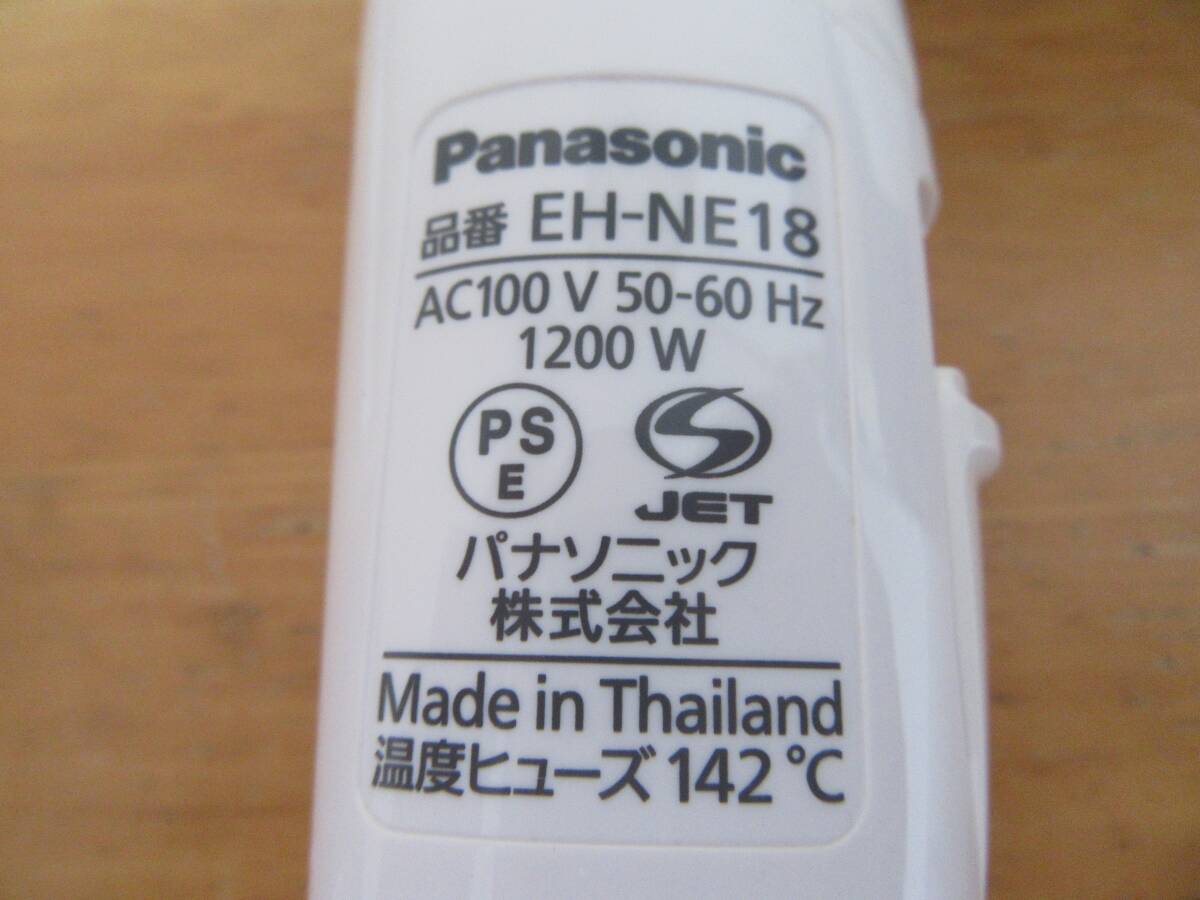 Panasonic
品番 EH-NE18
AC100 V 50-60 Hz
1200 W
PS
E
JET
パナソニック
株式会社
Made in Thailand
温度ヒューズ 142 ℃